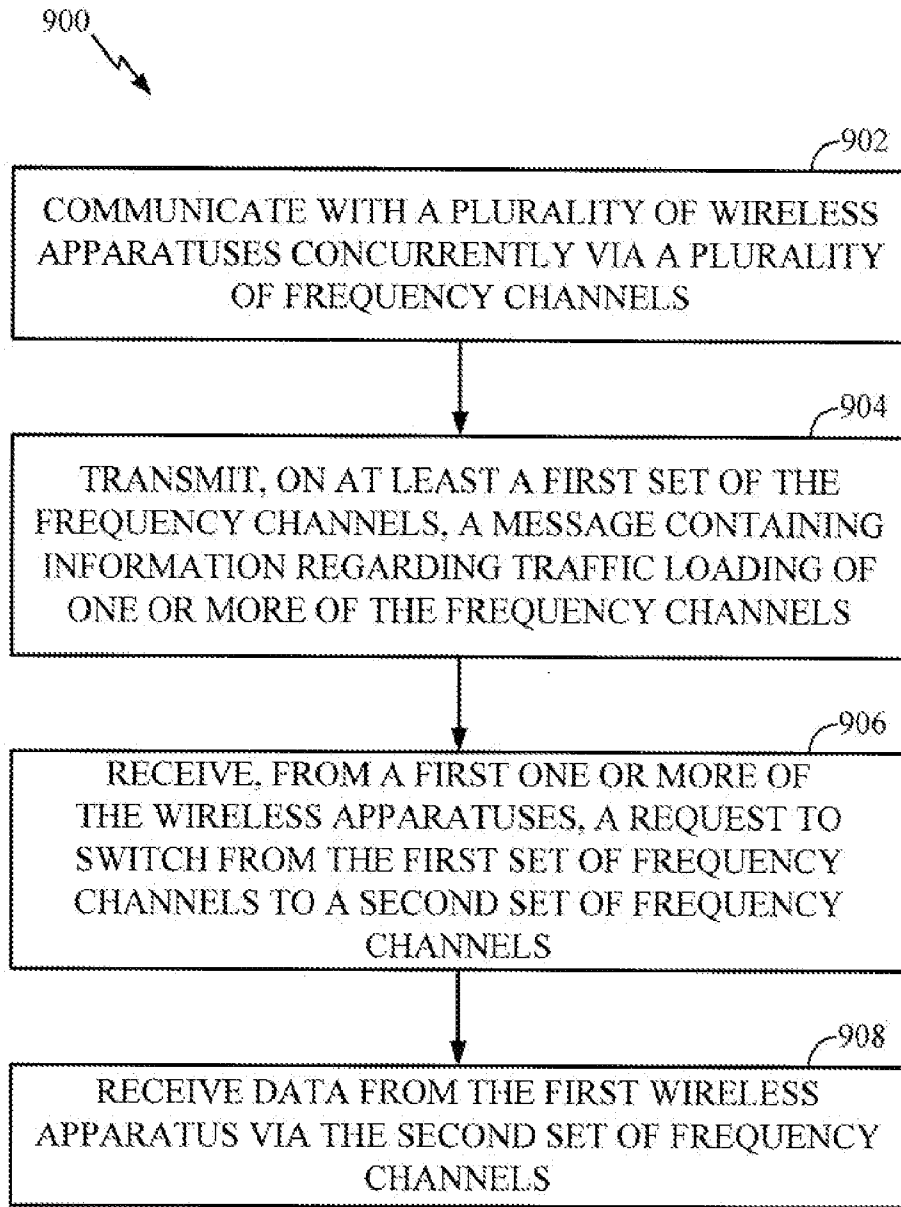 900
902
COMMUNICATE WITH A PLURALITY OF WIRELESS
APPARATUSES CONCURRENTLY VIA A PLURALITY
OF FREQUENCY CHANNELS
904
TRANSMIT, ON AT LEAST A FIRST SET OF THE
FREQUENCY CHANNELS, A MESSAGE CONTAINING
INFORMATION REGARDING TRAFFIC LOADING OF
ONE OR MORE OF THE FREQUENCY CHANNELS
906
RECEIVE, FROM A FIRST ONE OR MORE OF
THE WIRELESS APPARATUSES, A REQUEST TO
SWITCH FROM THE FIRST SET OF FREQUENCY
CHANNELS TO A SECOND SET OF FREQUENCY
CHANNELS
908
RECEIVE DATA FROM THE FIRST WIRELESS
APPARATUS VIA THE SECOND SET OF FREQUENCY
CHANNELS